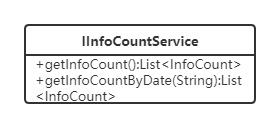 IInfoCountService
+getInfoCount():List<InfoCount>
+getInfoCountByDate(String):List
<InfoCount>